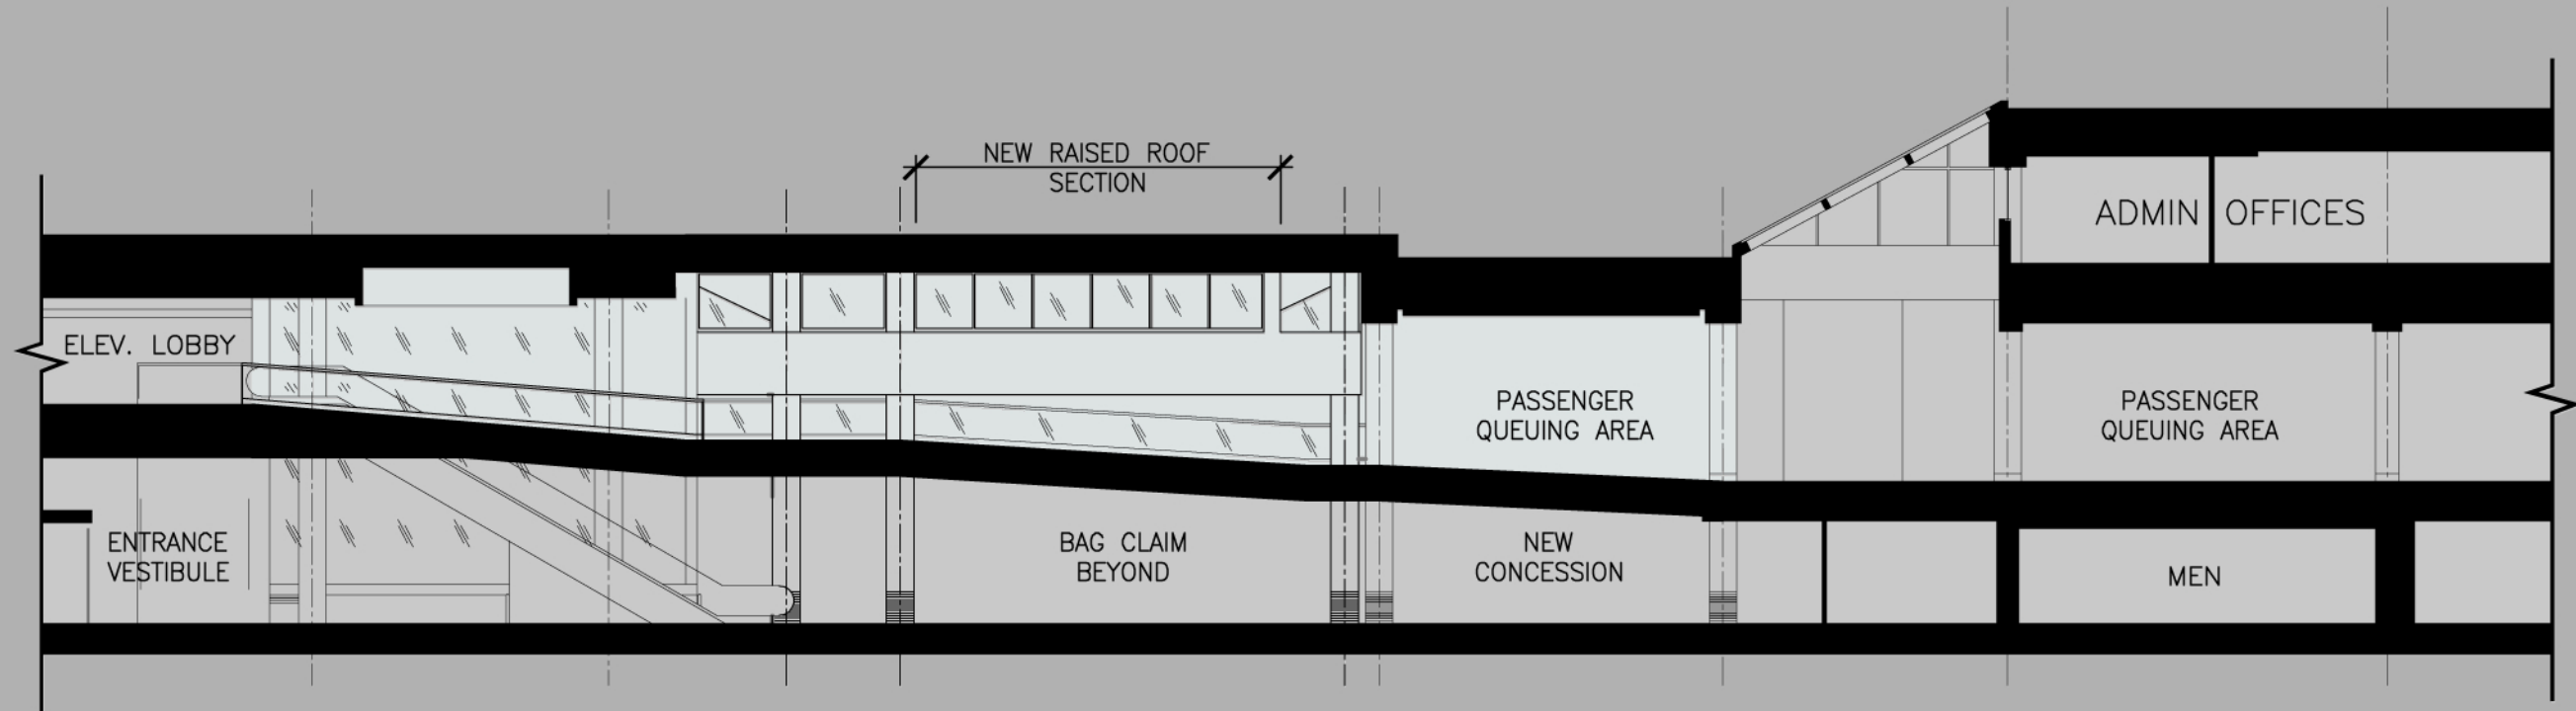 NEW RAISED ROOF
SECTION
ADMIN OFFICES
ELEV. LOBBY
PASSENGER
QUEUING AREA
PASSENGER
QUEUING AREA
ENTRANCE
VESTIBULE
BAG CLAIM
BEYOND
NEW
CONCESSION
MEN